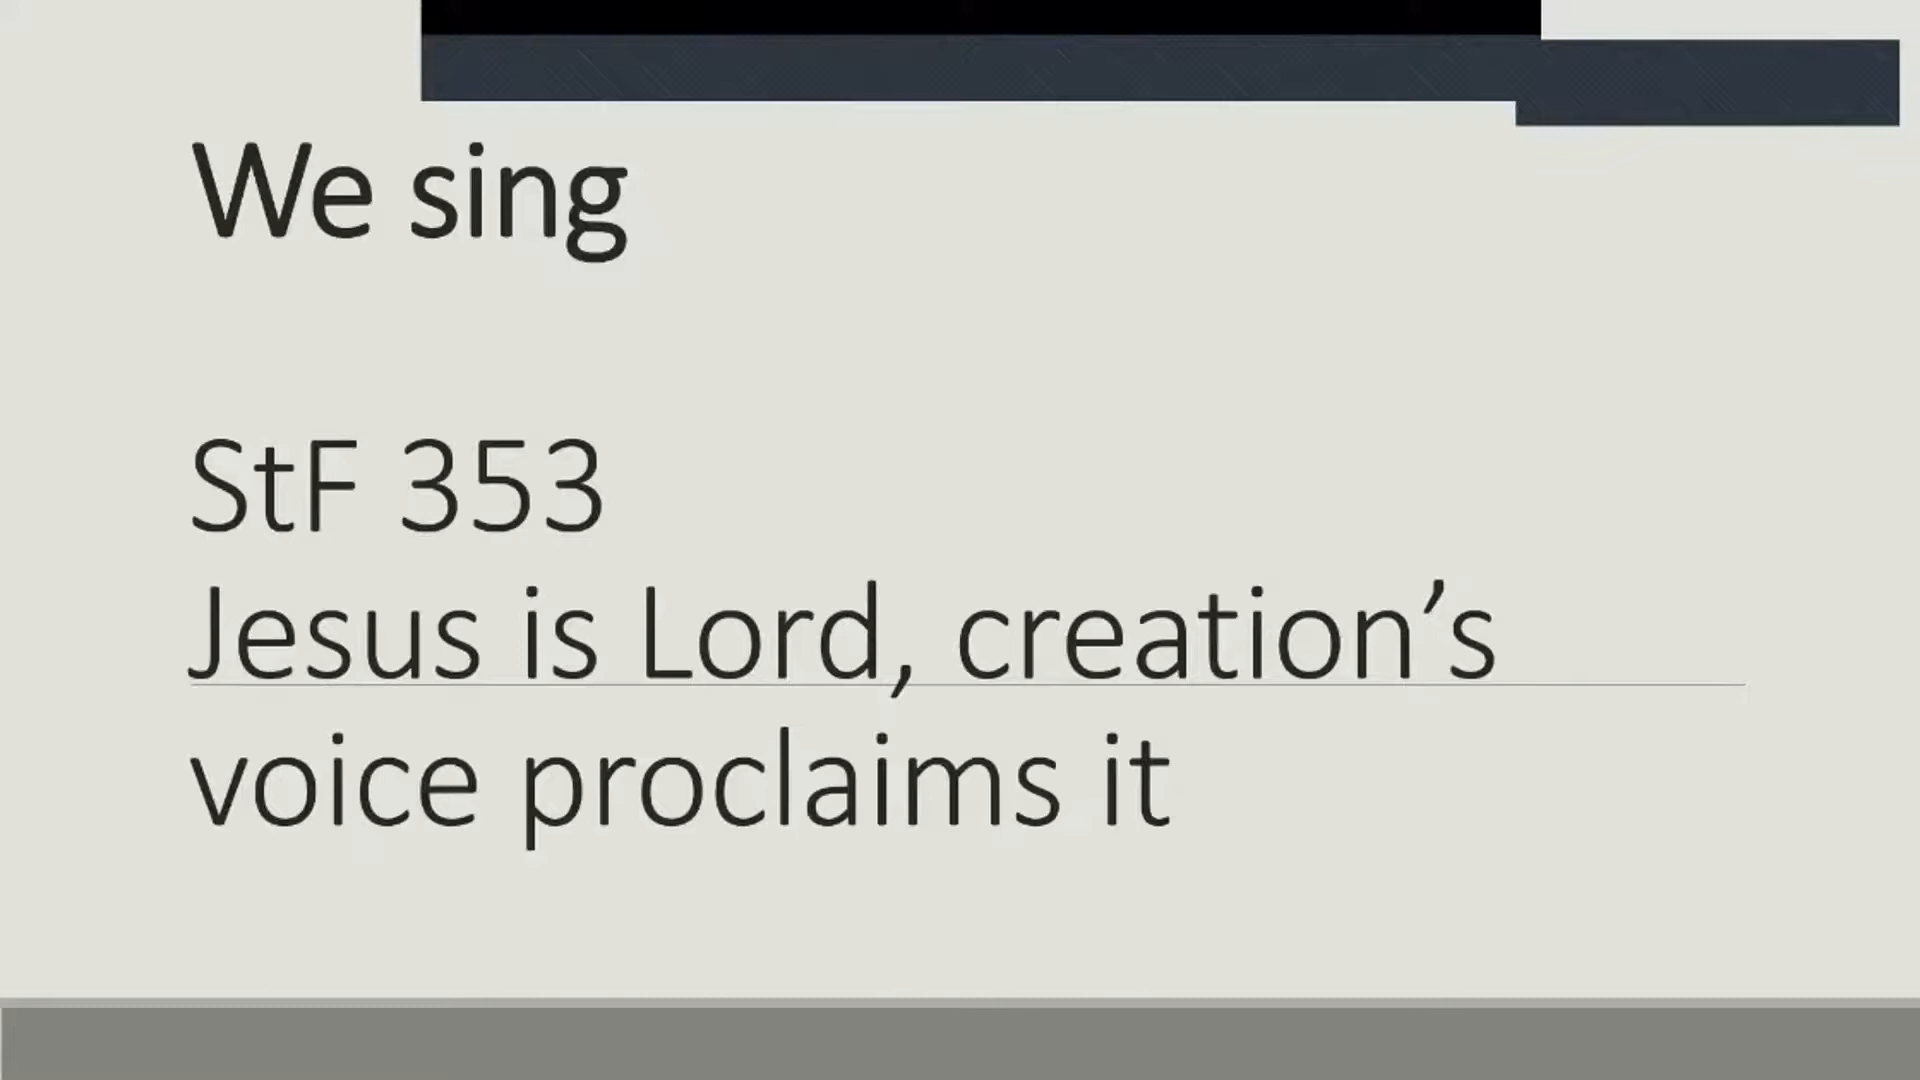 We sing
StF 353
Jesus is Lord, creation’s
voice proclaims it